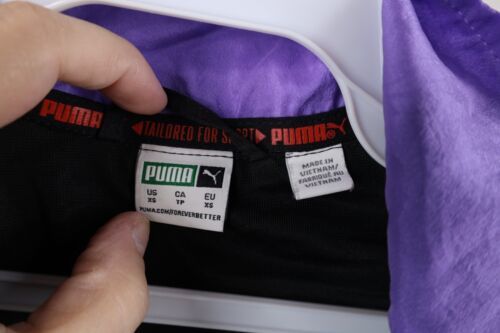 PUMA
TAILORED FOR SPORT
PUMA
PUMA
US CA EU
XS TP XS
PUMA.COM/FOREVERBETTER
MADE IN
VIETNAM/
FABRIQUÉ AU
VIETNAM